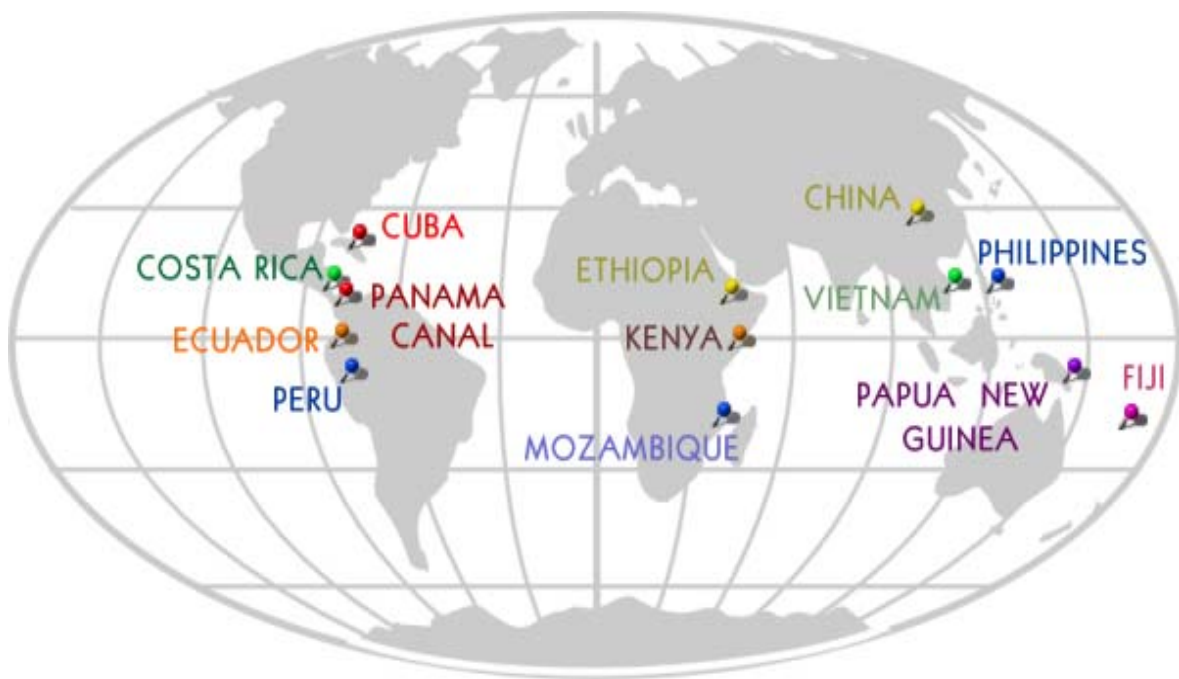 CHINA
CUBA
PHILIPPINES
COSTA RICA
ETHIOPIA
VIETNAM
PANAMA
CANAL
ECUADOR
KENYA
FIJI
PERU
PAPUA NEW
GUINEA
MOZAMBIQUE